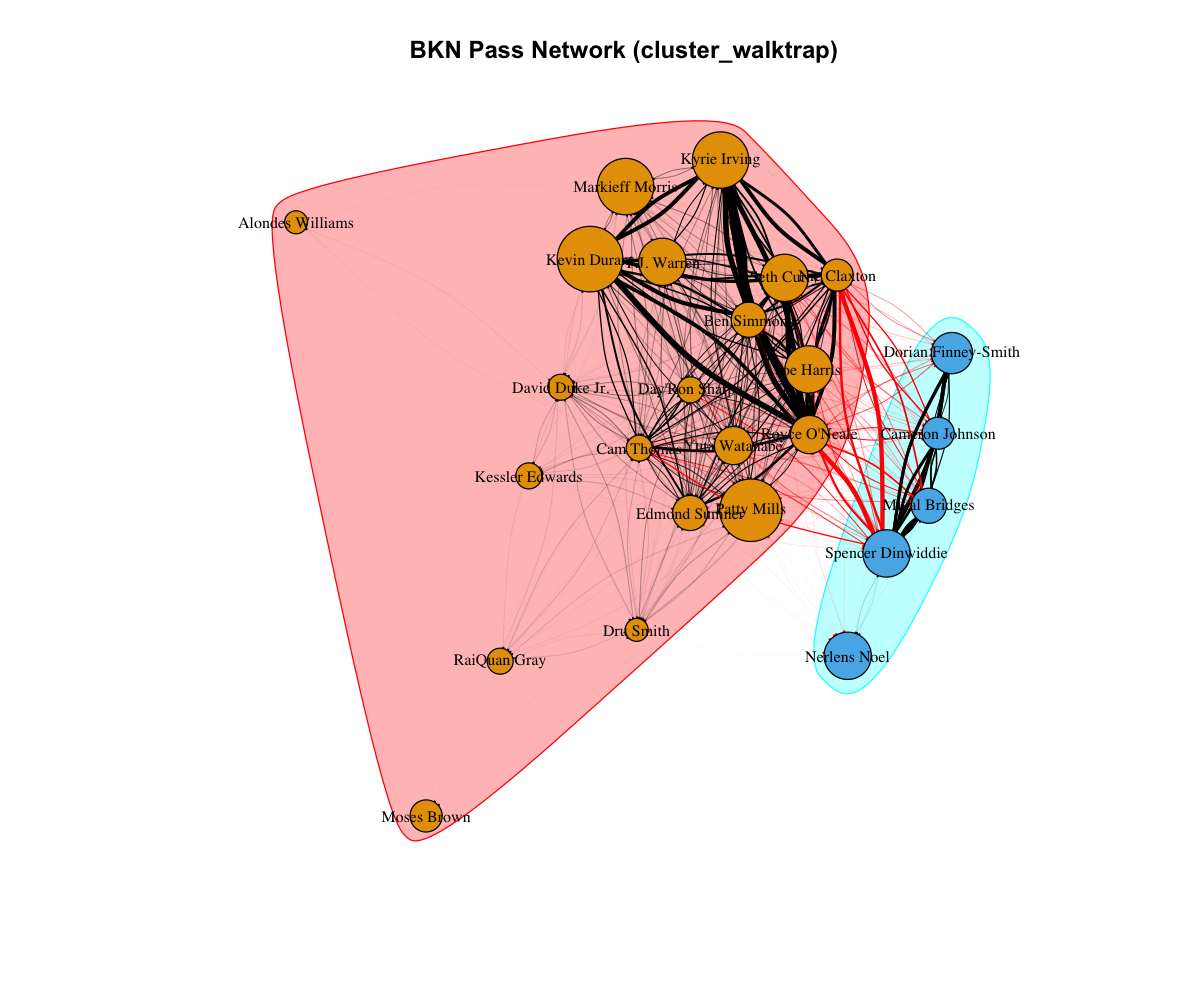 BKN Pass Network (cluster_walktrap)
Kyrie Irving
Markieff Morris
Alondes Williams
Kevin Durant
T.J. Warren
Seth Curry
Nic Claxton
Ben Simmons
Dorian Finney-Smith
Joe Harris
David Duke Jr.
Day'Ron Sharpe
Royce O'Neale
Cameron Johnson
Cam Thomas
Yuta Watanabe
Kessler Edwards
Mikal Bridges
Edmond Sumner
Patty Mills
Spencer Dinwiddie
Dru Smith
RaiQuan Gray
Nerlens Noel
Moses Brown